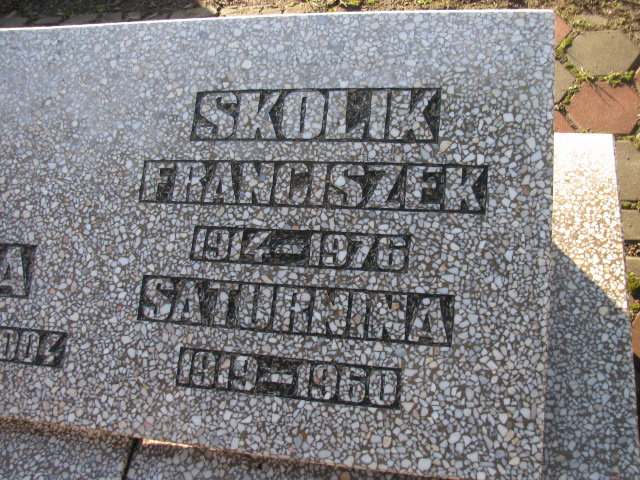 SKOLIK
FRANCISZEK
1914-1976
SATURNINA
1919-1960
A